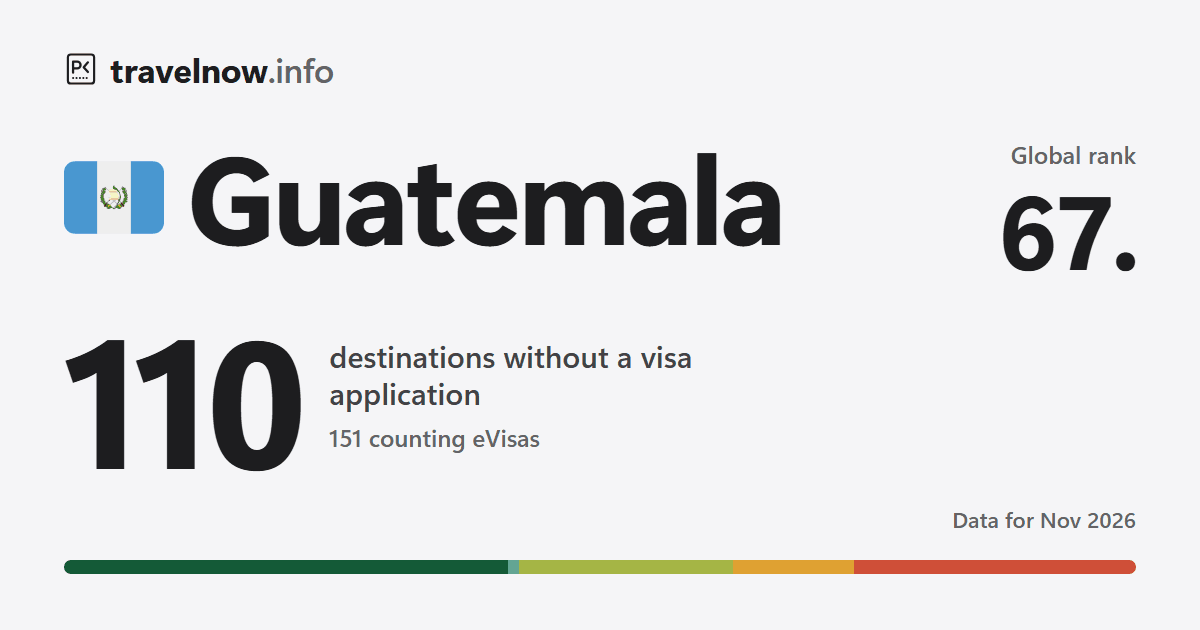 PK
travelnow.info
Guatemala
Global rank
67.
110
destinations without a visa
application
151 counting eVisas
Data for Nov 2026